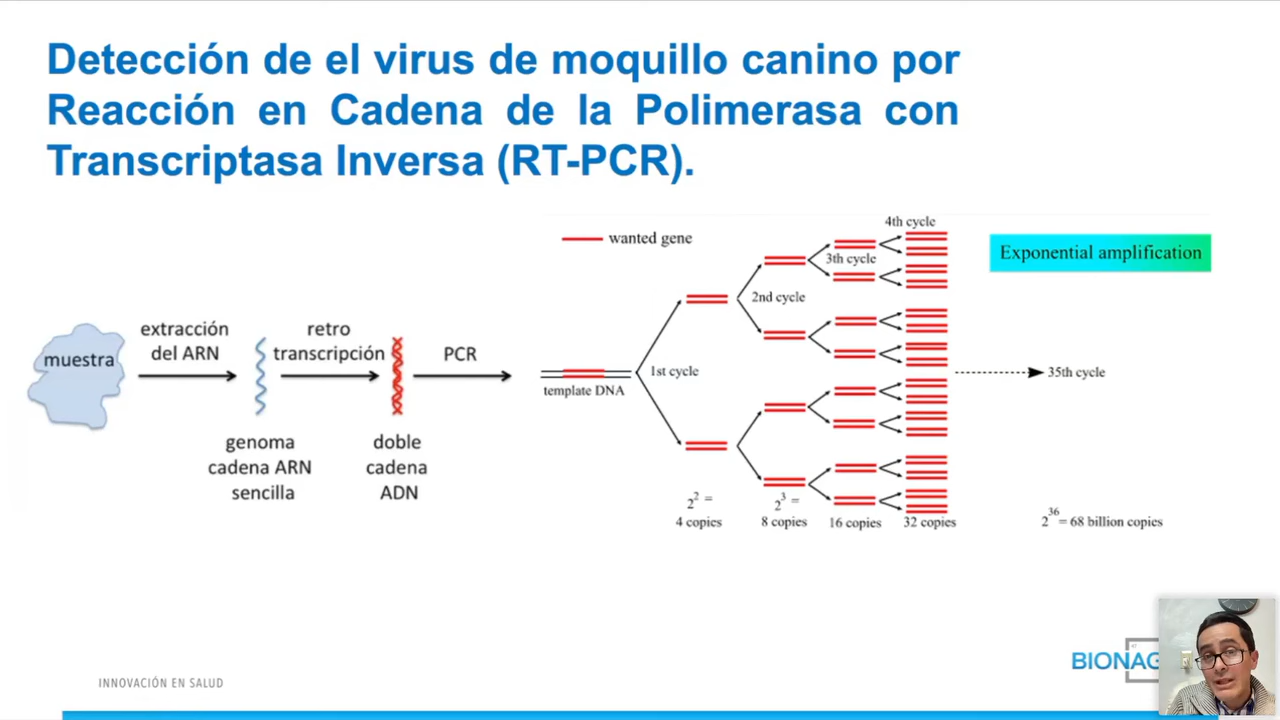 Detección de el virus de moquillo canino por
Reacción en Cadena de la Polimerasa con
Transcriptasa Inversa (RT-PCR).
muestra
extracción
del ARN
genoma
cadena ARN
sencilla
retro
transcripción
doble
cadena
ADN
PCR
wanted gene
template DNA
1st cycle
2nd cycle
3th cycle
4th cycle
Exponential amplification
35th cycle
2² =
4 copies
2³ =
8 copies
16 copies
32 copies
2³⁶ = 68 billion copies
INNOVACIÓN EN SALUD
BIONAG